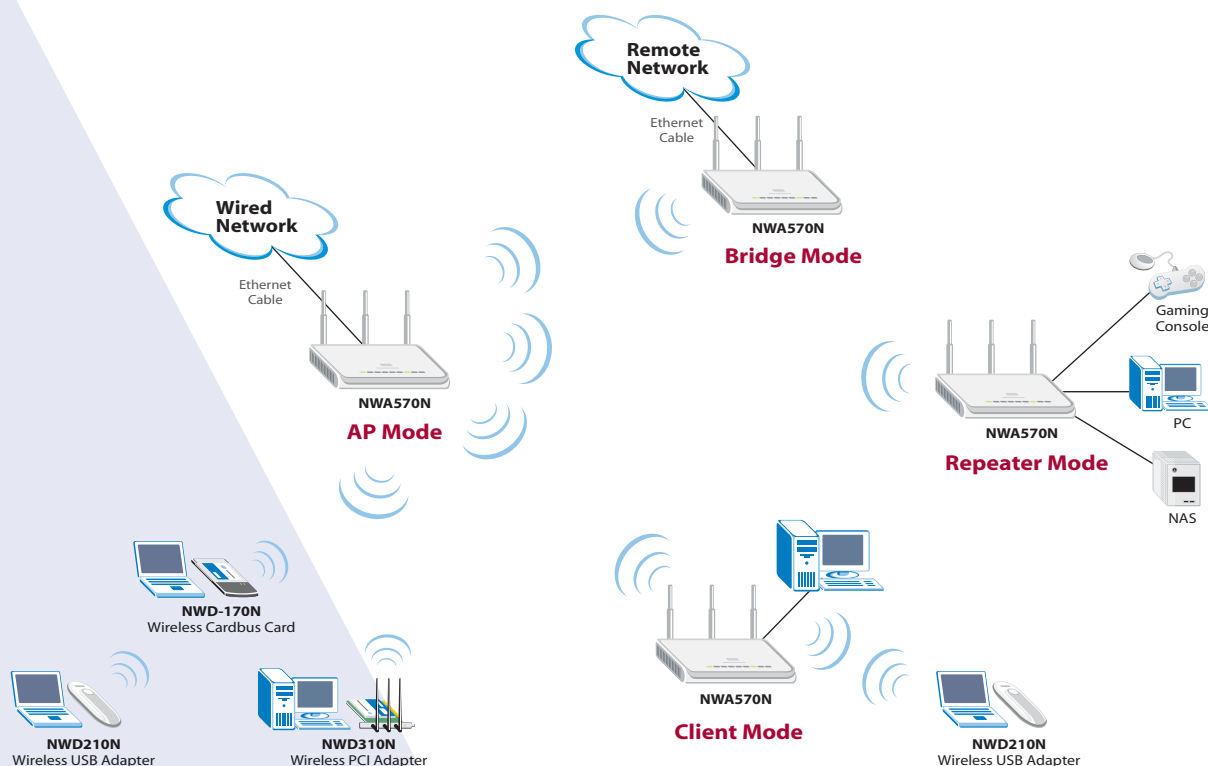 Remote
Network
Ethernet
Cable
NWA570N
Bridge Mode
Wired
Network
Ethernet
Cable
NWA570N
AP Mode
Gaming
Console
PC
NAS
NWA570N
Repeater Mode
NWD-170N
Wireless Cardbus Card
NWD210N
Wireless USB Adapter
NWD310N
Wireless PCI Adapter
NWA570N
Client Mode
NWD210N
Wireless USB Adapter